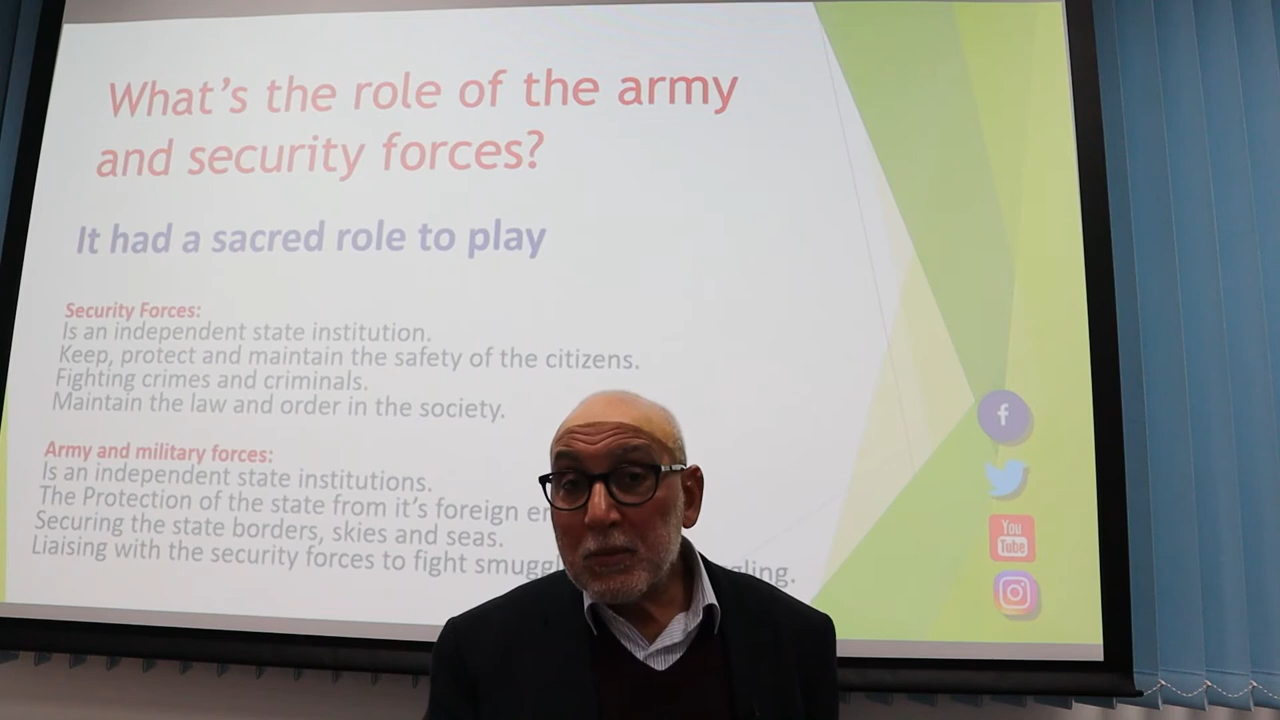 What's the role of the army
and security forces?
It had a sacred role to play
Security Forces:
Is an independent state institution.
Keep, protect and maintain the safety of the citizens.
Fighting crimes and criminals.
Maintain the law and order in the society.
Army and military forces:
Is an independent state institutions.
The Protection of the state from it's foreign
Securing the state borders, skies and seas.
Liaising with the security forces to fight
f
You
Tube